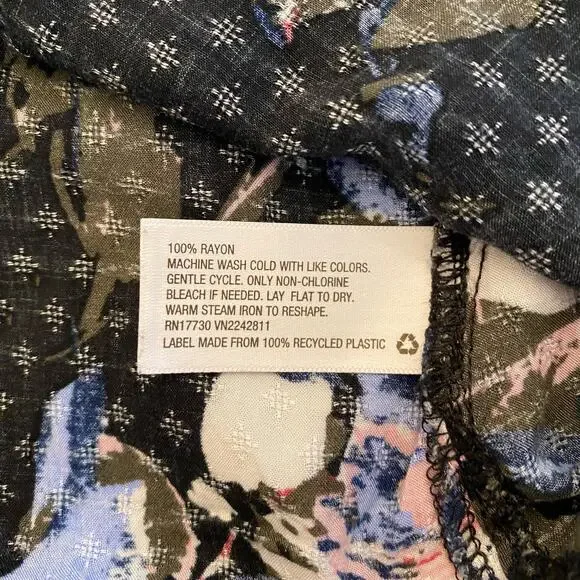 100% RAYON
MACHINE WASH COLD WITH LIKE COLORS.
GENTLE CYCLE. ONLY NON-CHLORINE
BLEACH IF NEEDED. LAY FLAT TO DRY.
WARM STEAM IRON TO RESHAPE.
RN17730 VN2242811
LABEL MADE FROM 100% RECYCLED PLASTIC